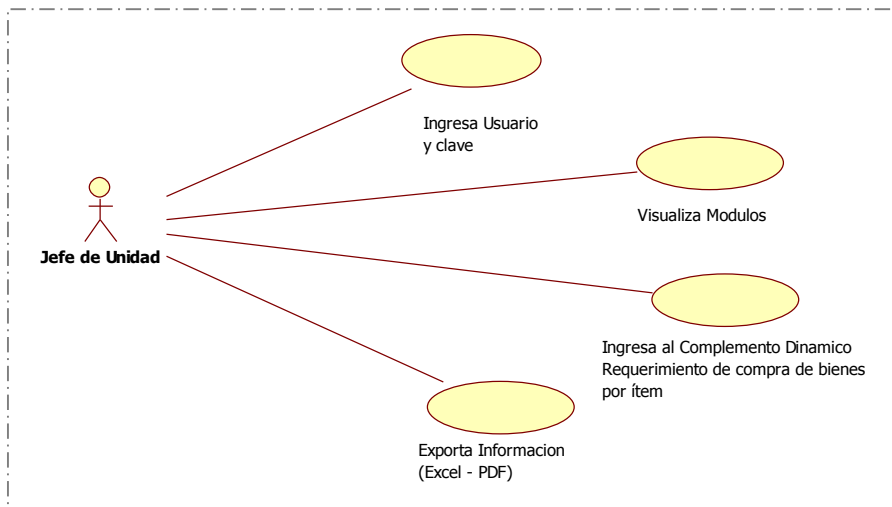 Ingresa Usuario
y clave
Visualiza Modulos
Jefe de Unidad
Ingresa al Complemento Dinamico
Requerimiento de compra de bienes
por ítem
Exporta Informacion
(Excel - PDF)